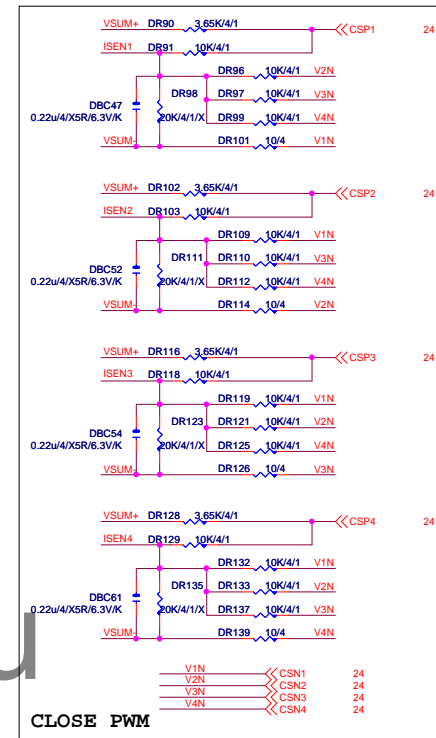 VSUM+ DR90 3.65K/4/1 CSP1 24
ISEN1 DR91 10K/4/1
DR96 10K/4/1 V2N
DR98 DR97 10K/4/1 V3N
DBC47
0.22u/4/X5R/6.3V/K 20K/4/1/X DR99 10K/4/1 V4N
VSUM- DR101 10/4 V1N
VSUM+ DR102 3.65K/4/1 CSP2 24
ISEN2 DR103 10K/4/1
DR109 10K/4/1 V1N
DR111 DR110 10K/4/1 V3N
DBC52
0.22u/4/X5R/6.3V/K 20K/4/1/X DR112 10K/4/1 V4N
VSUM- DR114 10/4 V2N
VSUM+ DR116 3.65K/4/1 CSP3 24
ISEN3 DR118 10K/4/1
DR119 10K/4/1 V1N
DR123 DR121 10K/4/1 V2N
DBC54
0.22u/4/X5R/6.3V/K 20K/4/1/X DR125 10K/4/1 V4N
VSUM- DR126 10/4 V3N
VSUM+ DR128 3.65K/4/1 CSP4 24
ISEN4 DR129 10K/4/1
DR132 10K/4/1 V1N
DR135 DR133 10K/4/1 V2N
DBC61
0.22u/4/X5R/6.3V/K 20K/4/1/X DR137 10K/4/1 V3N
VSUM- DR139 10/4 V4N
V1N CSN1 24
V2N CSN2 24
V3N CSN3 24
V4N CSN4 24
CLOSE PWM